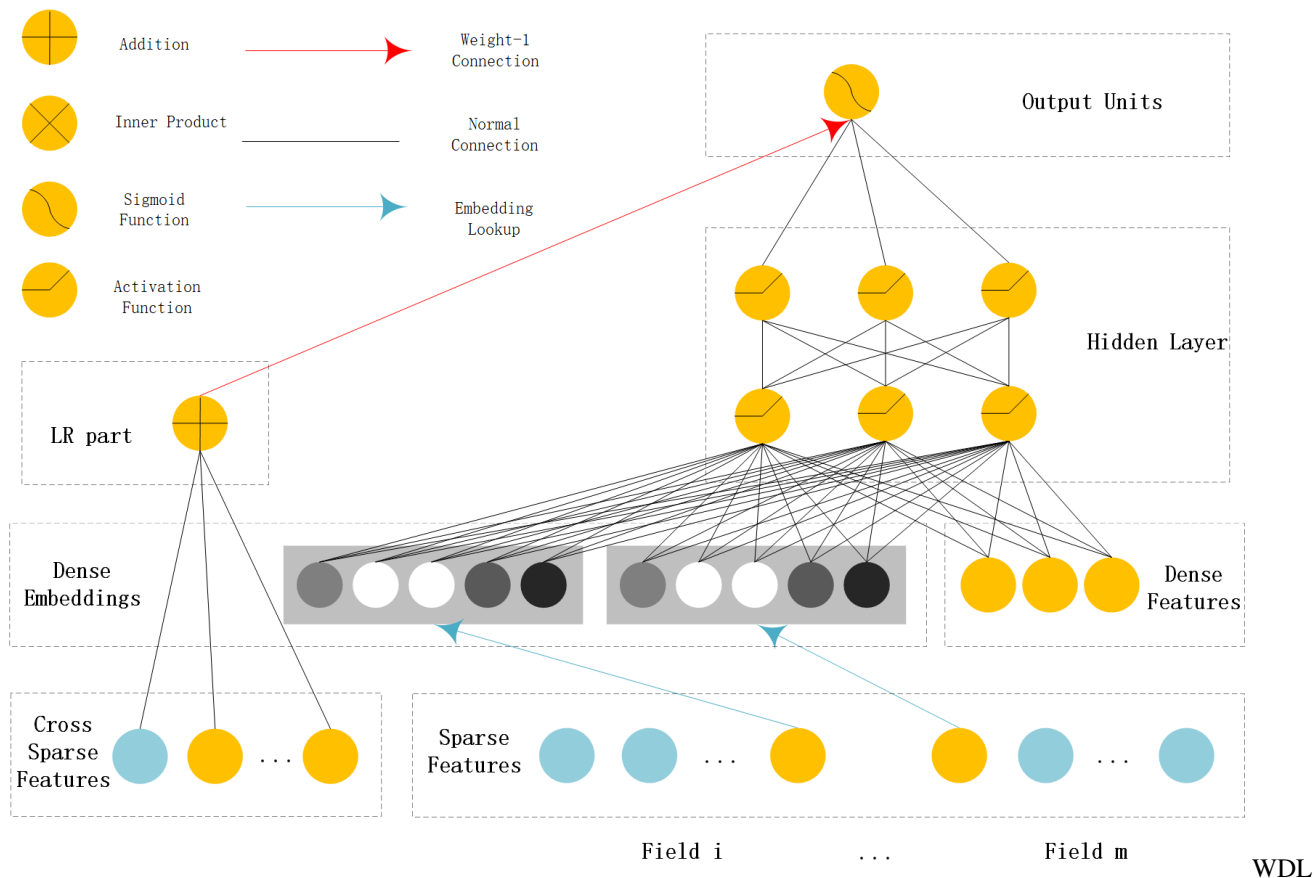 Addition
Weight-1
Connection
Inner Product
Normal
Connection
Sigmoid
Function
Embedding
Lookup
Activation
Function
Output Units
Hidden Layer
LR part
Dense
Embeddings
Dense
Features
Cross
Sparse
Features
...
Sparse
Features
...
...
Field i
...
Field m
WDL